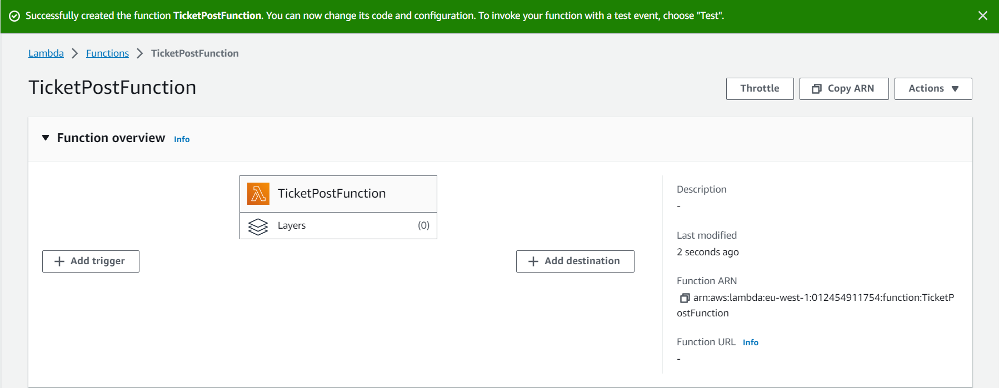 Successfully created the function TicketPostFunction. You can now change its code and configuration. To invoke your function with a test event, choose "Test".
Lambda > Functions > TicketPostFunction
TicketPostFunction
Throttle
Copy ARN
Actions
Function overview Info
TicketPostFunction
Layers (0)
Add trigger
Add destination
Description
-
Last modified
2 seconds ago
Function ARN
arn:aws:lambda:eu-west-1:012454911754:function:TicketP
ostFunction
Function URL Info
-